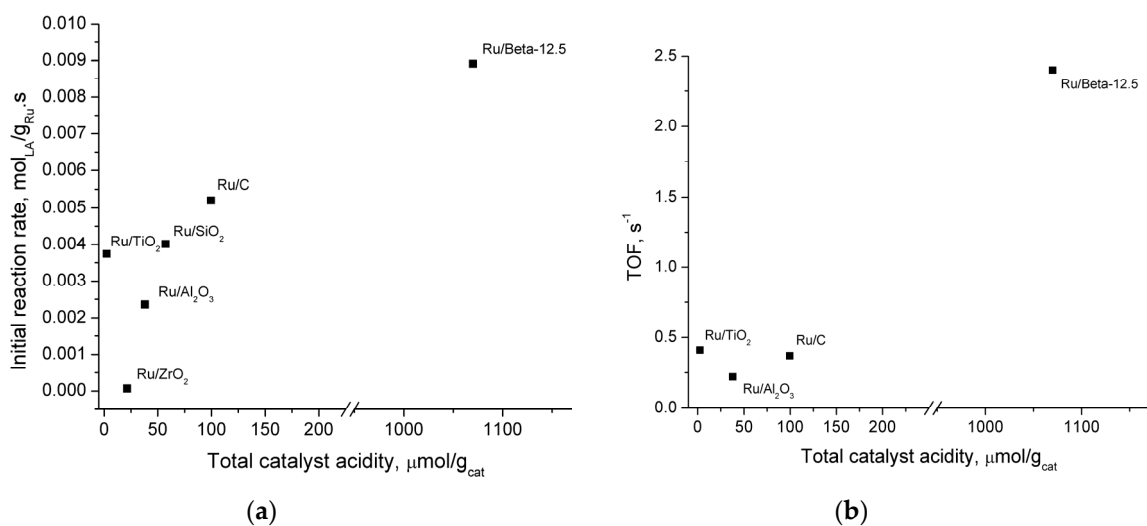 0.010
0.009
0.008
0.007
0.006
0.005
0.004
0.003
0.002
0.001
0.000
Initial reaction rate, mol_LA/g_Ru.s
Ru/Beta-12.5
Ru/C
Ru/TiO₂
Ru/SiO₂
Ru/Al₂O₃
Ru/ZrO₂
0 50 100 150 200 1000 1100
Total catalyst acidity, μmol/g_cat
(a)
2.5
2.0
1.5
1.0
0.5
0.0
TOF, s⁻¹
Ru/Beta-12.5
Ru/TiO₂
Ru/C
Ru/Al₂O₃
0 50 100 150 200 1000 1100
Total catalyst acidity, μmol/g_cat
(b)